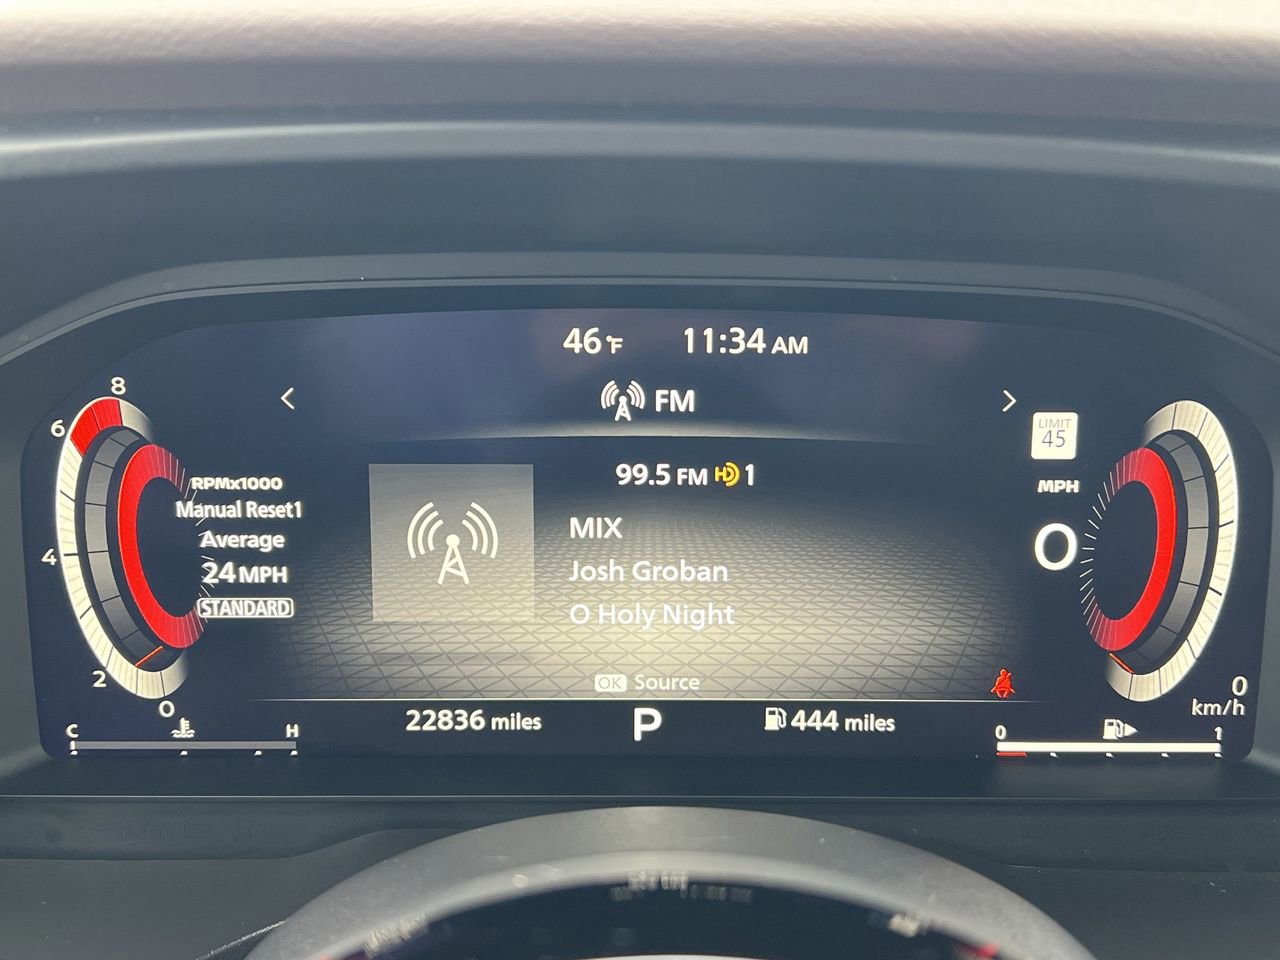 46°F 11:34 AM
FM
8
6
4
2
0
RPMx1000
Manual Reset1
Average
24 MPH
STANDARD
99.5 FM HD 1
MIX
Josh Groban
O Holy Night
OK Source
LIMIT
45
MPH
0
0
km/h
C H
22836 miles P 444 miles
0 1